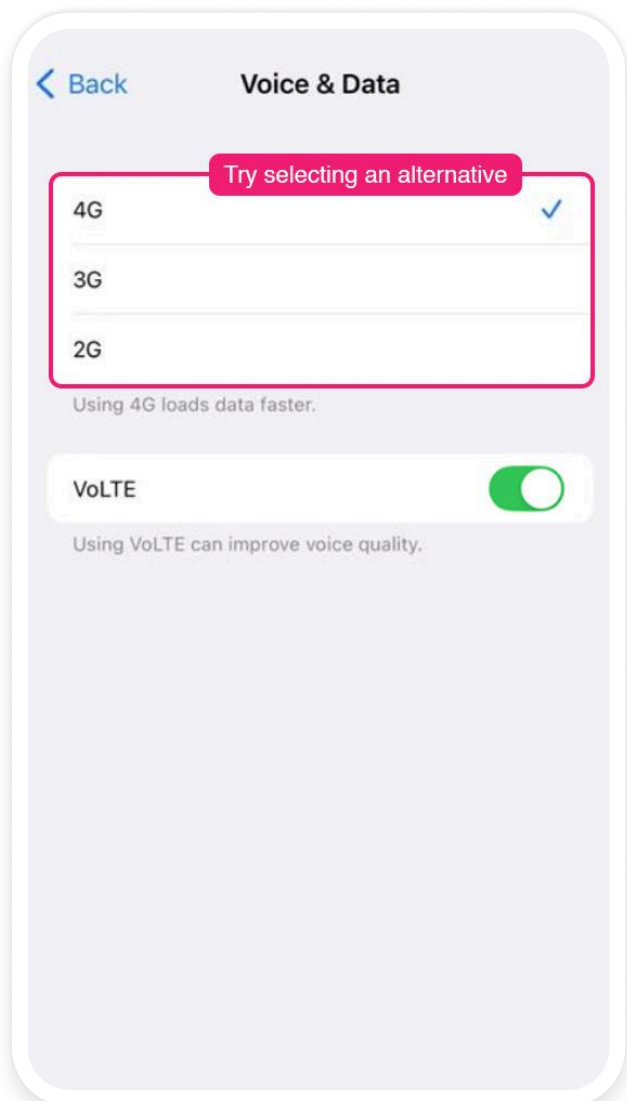 Back
Voice & Data
Try selecting an alternative
4G
3G
2G
Using 4G loads data faster.
VoLTE
Using VoLTE can improve voice quality.